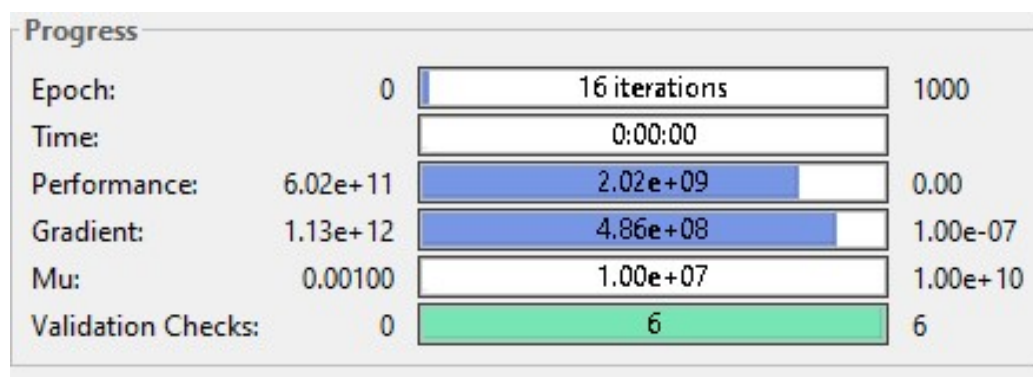 Progress
Epoch: 0 16 iterations 1000
Time: 0:00:00
Performance: 6.02e+11 2.02e+09 0.00
Gradient: 1.13e+12 4.86e+08 1.00e-07
Mu: 0.00100 1.00e+07 1.00e+10
Validation Checks: 0 6 6